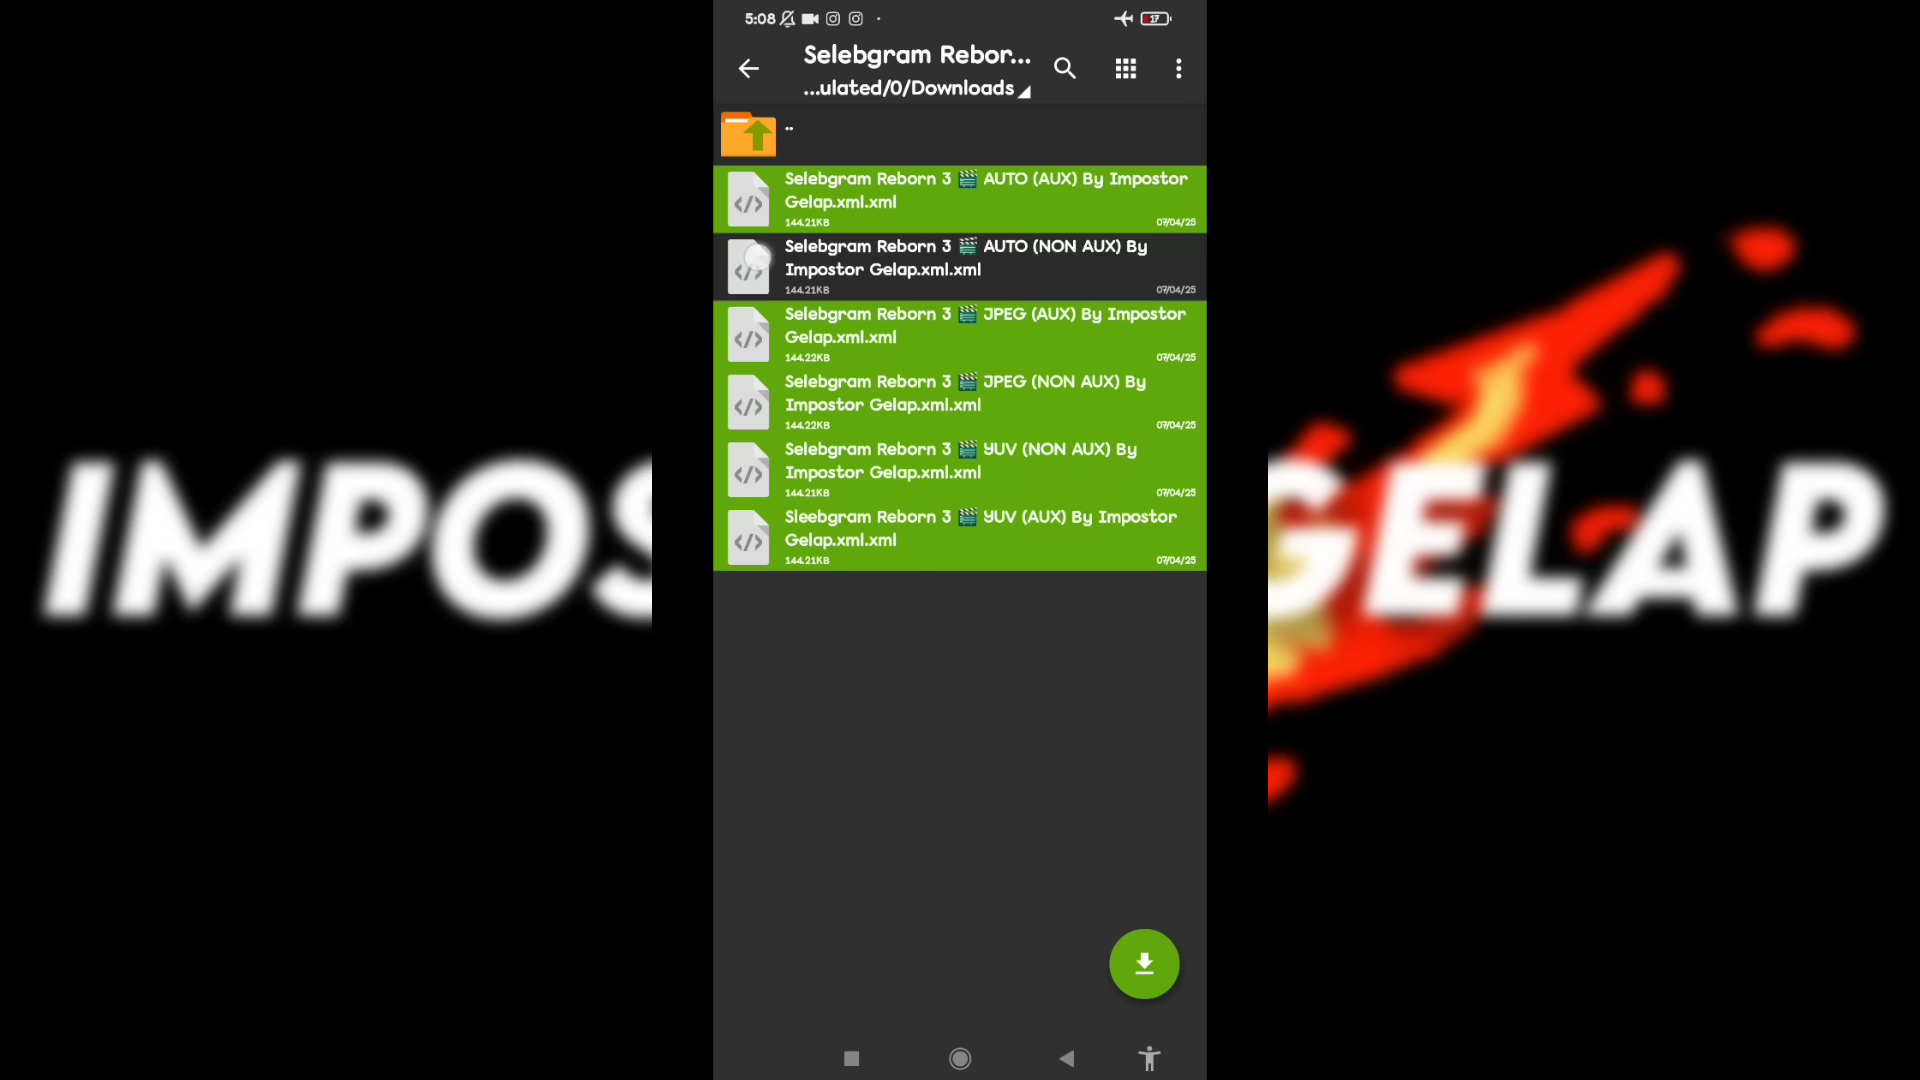 5:08
17
Selebgram Rebor...
...ulated/0/Downloads
..
Selebgram Reborn 3 🎬 AUTO (AUX) By Impostor
Gelap.xml.xml
144.21KB 07/04/25
Selebgram Reborn 3 🎬 AUTO (NON AUX) By
Impostor Gelap.xml.xml
144.21KB 07/04/25
Selebgram Reborn 3 🎬 JPEG (AUX) By Impostor
Gelap.xml.xml
144.22KB 07/04/25
Selebgram Reborn 3 🎬 JPEG (NON AUX) By
Impostor Gelap.xml.xml
144.22KB 07/04/25
Selebgram Reborn 3 🎬 YUV (NON AUX) By
Impostor Gelap.xml.xml
144.21KB 07/04/25
Sleebgram Reborn 3 🎬 YUV (AUX) By Impostor
Gelap.xml.xml
144.21KB 07/04/25
IMPOS
GELAP